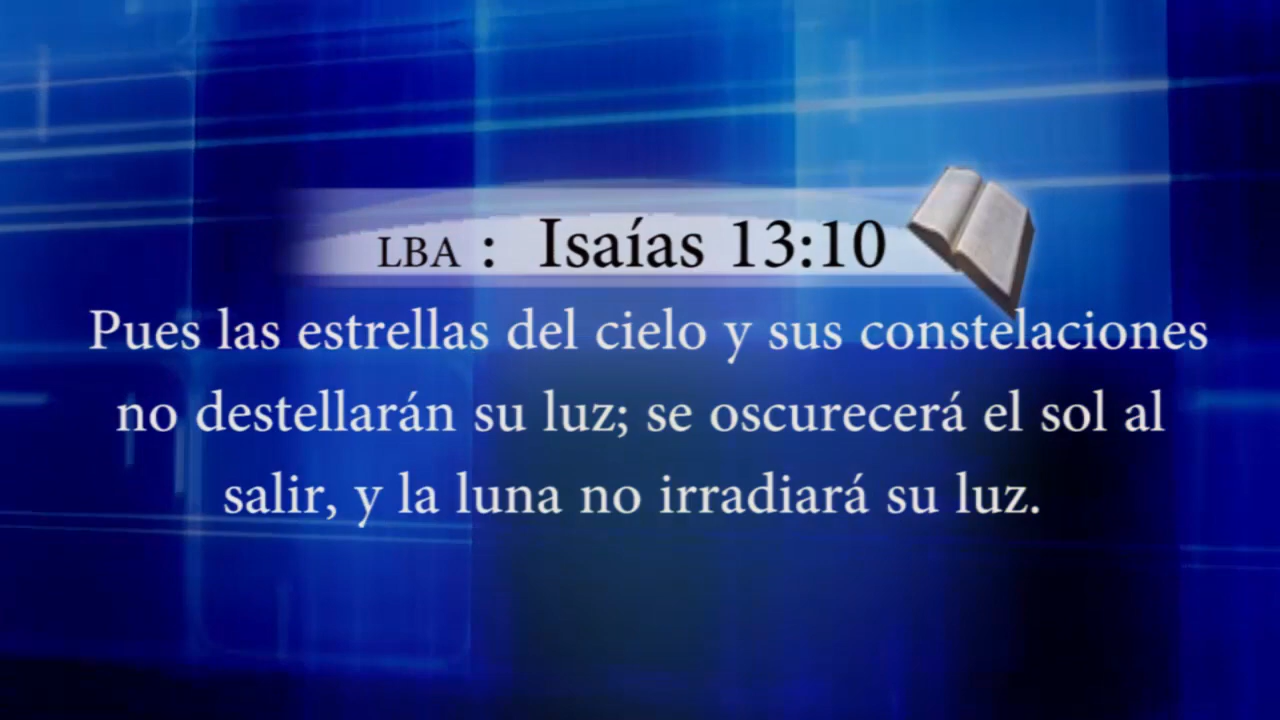 LBA : Isaías 13:10
Pues las estrellas del cielo y sus constelaciones
no destellarán su luz; se oscurecerá el sol al
salir, y la luna no irradiará su luz.